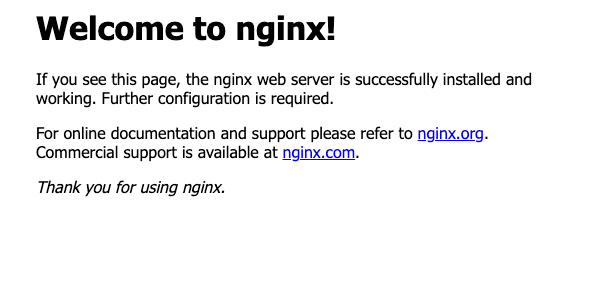 Welcome to nginx!
If you see this page, the nginx web server is successfully installed and
working. Further configuration is required.
For online documentation and support please refer to nginx.org.
Commercial support is available at nginx.com.
Thank you for using nginx.